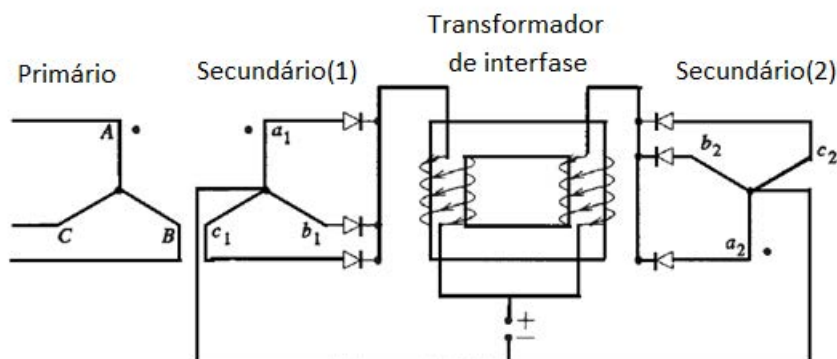 Primário
Secundário(1)
Transformador
de interfase
Secundário(2)
A
C
B
a1
c1
b1
+
−
b2
c2
a2